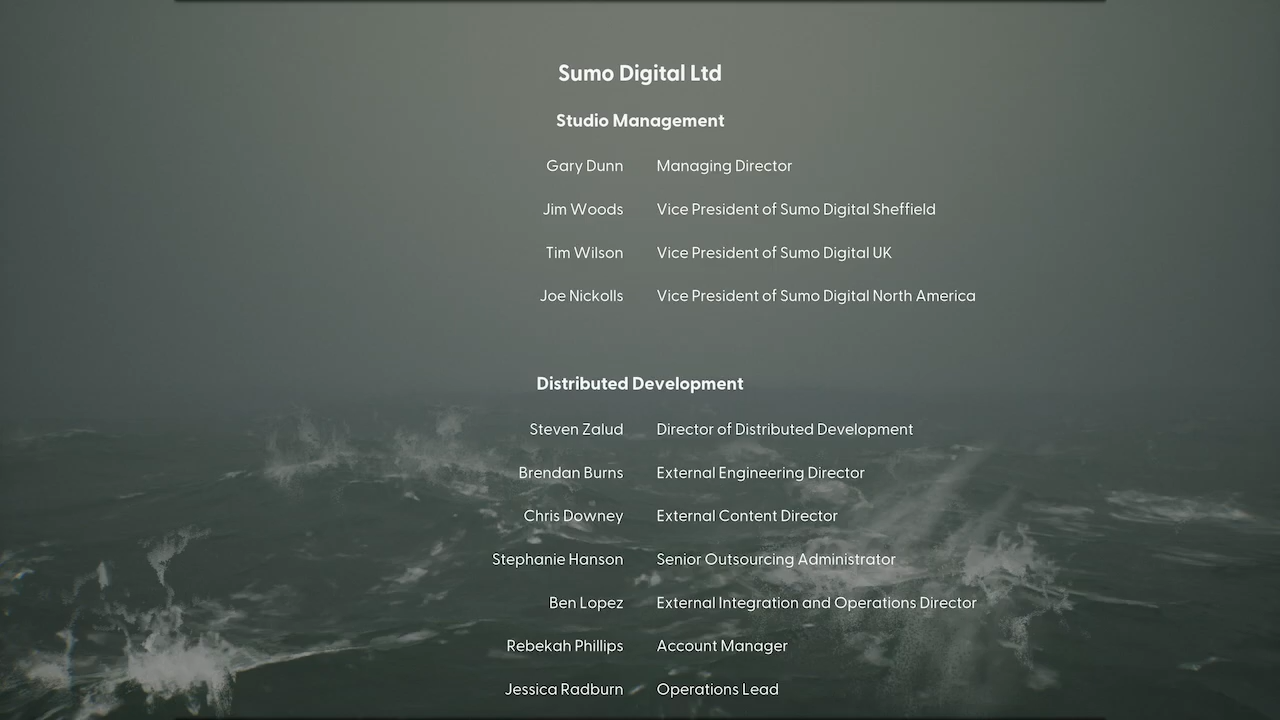 Sumo Digital Ltd
Studio Management
Gary Dunn Managing Director
Jim Woods Vice President of Sumo Digital Sheffield
Tim Wilson Vice President of Sumo Digital UK
Joe Nickolls Vice President of Sumo Digital North America
Distributed Development
Steven Zalud Director of Distributed Development
Brendan Burns External Engineering Director
Chris Downey External Content Director
Stephanie Hanson Senior Outsourcing Administrator
Ben Lopez External Integration and Operations Director
Rebekah Phillips Account Manager
Jessica Radburn Operations Lead